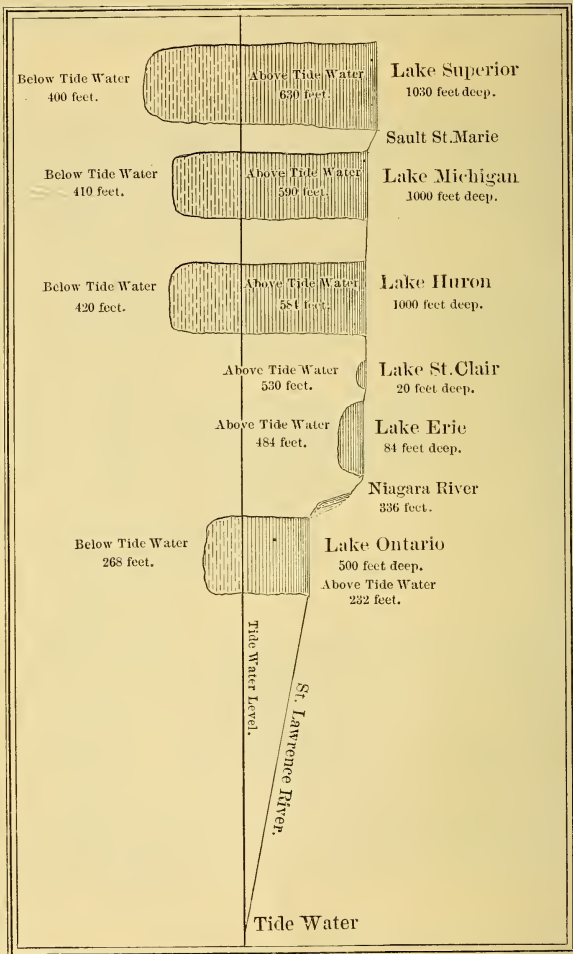 Below Tide Water
400 feet.
Above Tide Water
630 feet.
Lake Superior
1030 feet deep.
Sault St. Marie
Below Tide Water
410 feet.
Above Tide Water
590 feet.
Lake Michigan
1000 feet deep.
Below Tide Water
420 feet.
Above Tide Water
584 feet.
Lake Huron
1000 feet deep.
Above Tide Water
530 feet.
Lake St. Clair
20 feet deep.
Above Tide Water
484 feet.
Lake Erie
84 feet deep.
Niagara River
336 feet.
Below Tide Water
268 feet.
Lake Ontario
500 feet deep.
Above Tide Water
232 feet.
Tide Water Level.
St. Lawrence River.
Tide Water